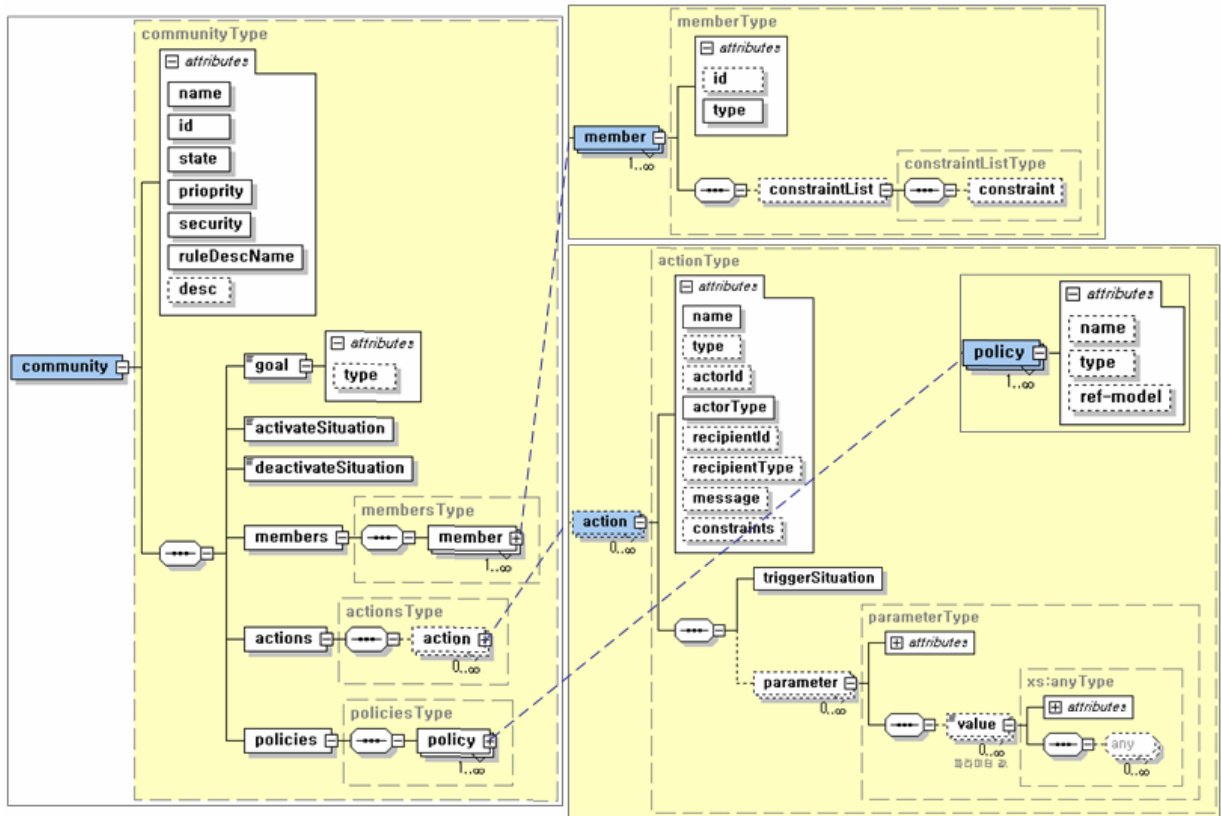 communityType
attributes
name
id
state
prioprity
security
ruleDescName
desc
community
goal
attributes
type
activateSituation
deactivateSituation
members
membersType
member
1..∞
actions
actionsType
action
0..∞
policies
policiesType
policy
1..∞
memberType
attributes
id
type
member
1..∞
constraintList
constraintListType
constraint
actionType
attributes
name
type
actorId
actorType
recipientId
recipientType
message
constraints
action
0..∞
policy
1..∞
attributes
name
type
ref-model
triggerSituation
parameterType
attributes
parameter
0..∞
value
0..∞
파라미터 값
xs:anyType
attributes
any
0..∞